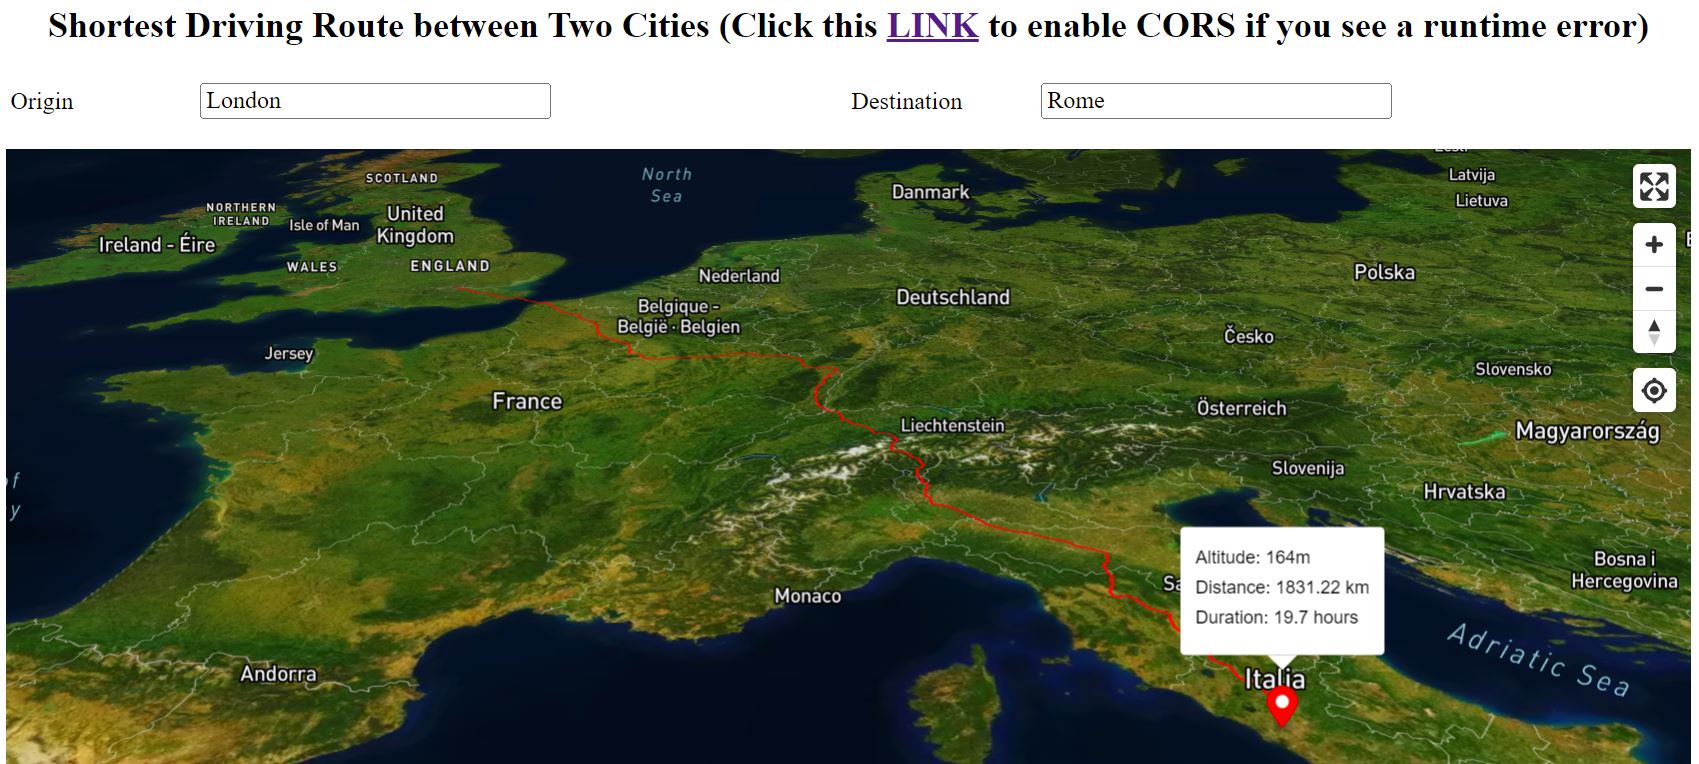 Shortest Driving Route between Two Cities (Click this LINK to enable CORS if you see a runtime error)
Origin
London
Destination
Rome
North
Sea
SCOTLAND
Danmark
Latvija
Lietuva
NORTHERN
IRELAND
Isle of Man
United
Kingdom
Ireland - Éire
WALES
ENGLAND
Nederland
Polska
Deutschland
Belgique -
België · Belgien
Česko
Jersey
Slovensko
France
Österreich
Liechtenstein
Magyarország
Slovenija
Hrvatska
Monaco
Altitude: 164m
Distance: 1831.22 km
Duration: 19.7 hours
Bosna i
Hercegovina
Adriatic Sea
Andorra
Italia